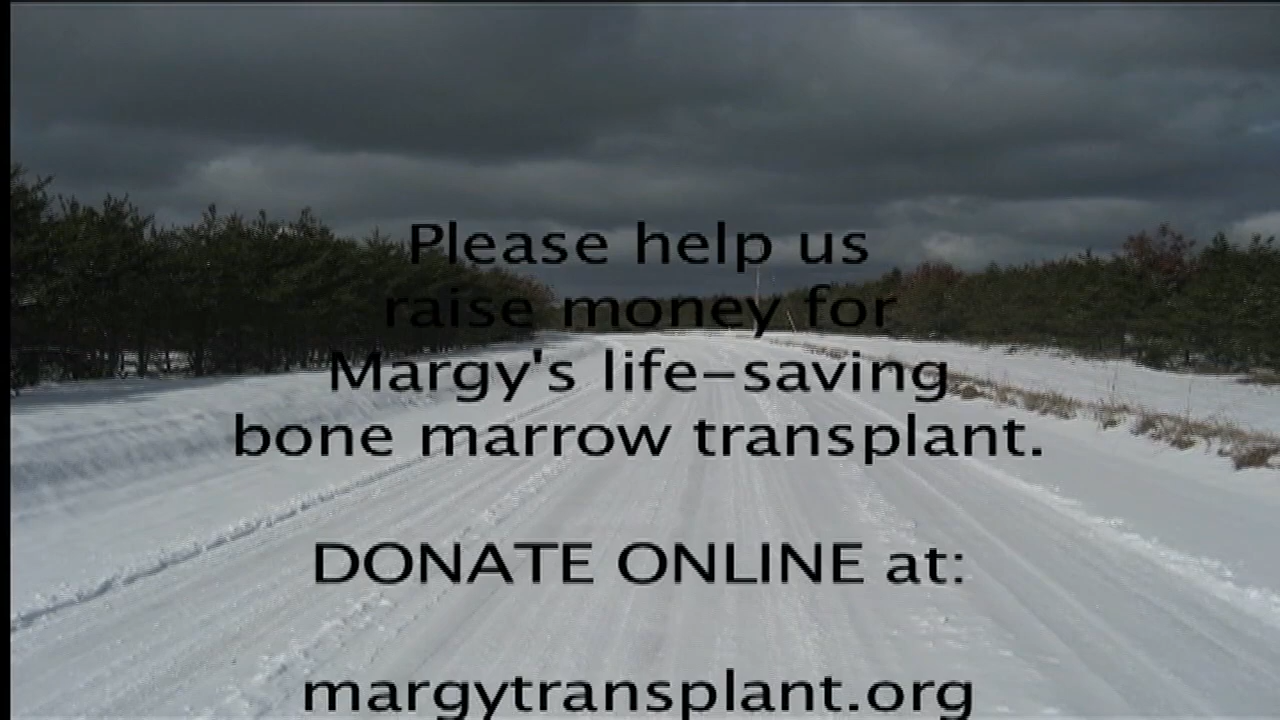 Please help us
raise money for
Margy's life-saving
bone marrow transplant.
DONATE ONLINE at:
margytransplant.org